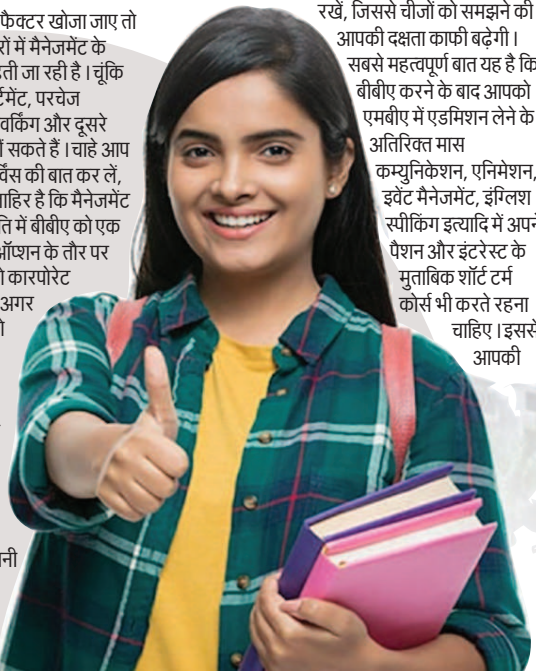 फैक्टर खोजा जाए तो
में मैनेजमेंट के
जा रही है । चूंकि
परचेज
और दूसरे
सकते हैं । चाहे आप
की बात कर लें,
है कि मैनेजमेंट
में बीबीए को एक
ऑप्शन के तौर पर
कारपोरेट
अगर
रखें, जिससे चीजों को समझने की
आपकी दक्षता काफी बढ़ेगी ।
सबसे महत्वपूर्ण बात यह है कि
बीबीए करने के बाद आपको
एमबीए में एडमिशन लेने के
अतिरिक्त मास
कम्युनिकेशन, एनिमेशन,
इवेंट मैनेजमेंट, इंग्लिश
स्पीकिंग इत्यादि में
पैशन और इंटरेस्ट के
मुताबिक शॉर्ट टर्म
कोर्स भी करते रहना
चाहिए । इससे
आपकी